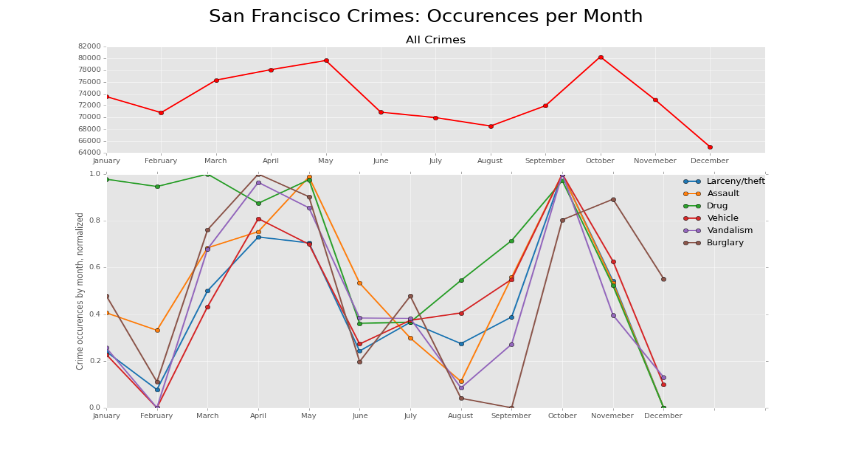 San Francisco Crimes: Occurences per Month
All Crimes
82000
80000
78000
76000
74000
72000
70000
68000
66000
64000
January February March April May June July August September October Novemeber December
Crime occurences by month, normalized
1.0
0.8
0.6
0.4
0.2
0.0
Larceny/theft
Assault
Drug
Vehicle
Vandalism
Burglary
January February March April May June July August September October Novemeber December